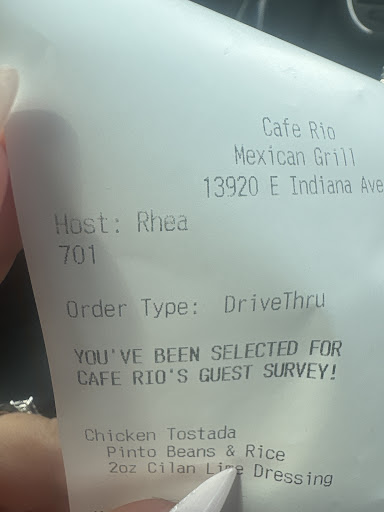 Cafe Rio
Mexican Grill
13920 E Indiana Ave
Host: Rhea
701
Order Type: DriveThru
YOU'VE BEEN SELECTED FOR
CAFE RIO'S GUEST SURVEY!
Chicken Tostada
Pinto Beans & Rice
2oz Cilan Lime Dressing